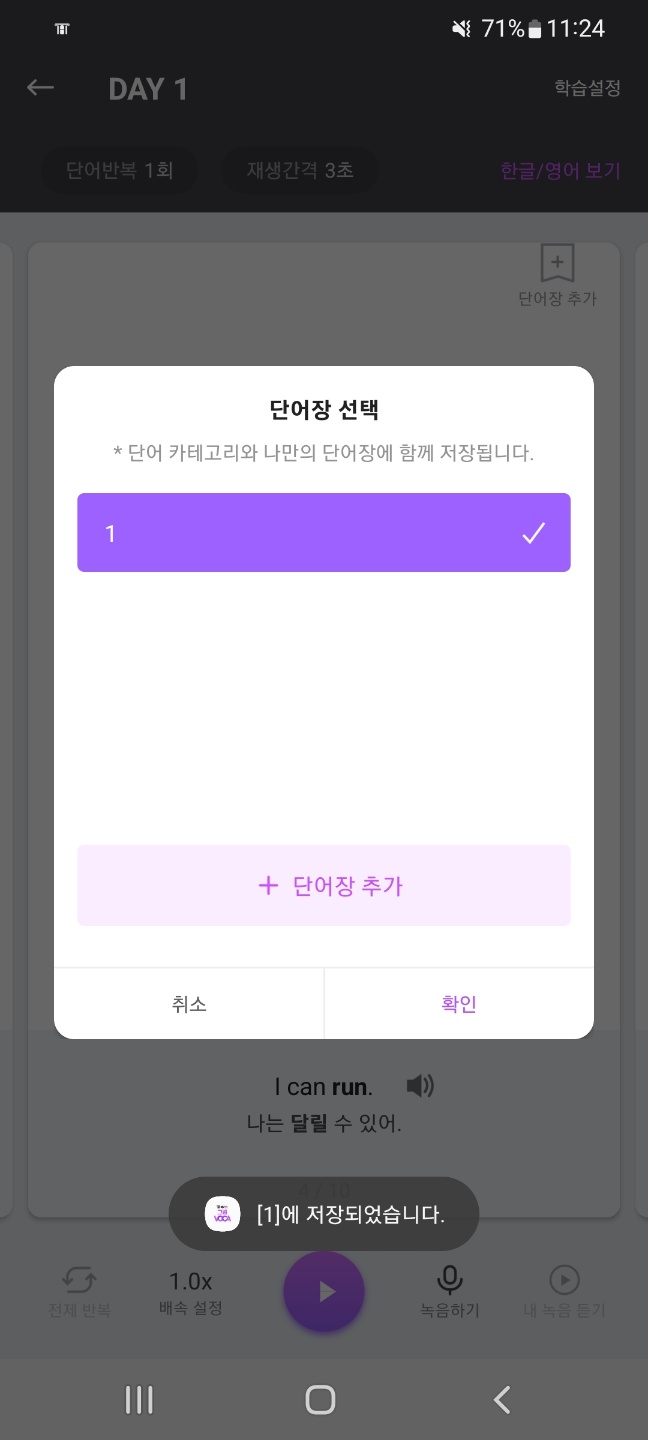 71% 11:24
DAY 1
학습설정
단어반복 1회
재생간격 3초
한글/영어 보기
단어장 추가
단어장 선택
* 단어 카테고리와 나만의 단어장에 함께 저장됩니다.
1
+ 단어장 추가
취소
확인
I can run.
나는 달릴 수 있어.
4 / 10
VOCA
[1]에 저장되었습니다.
전체 반복
1.0x
배속 설정
녹음하기
내 녹음 듣기